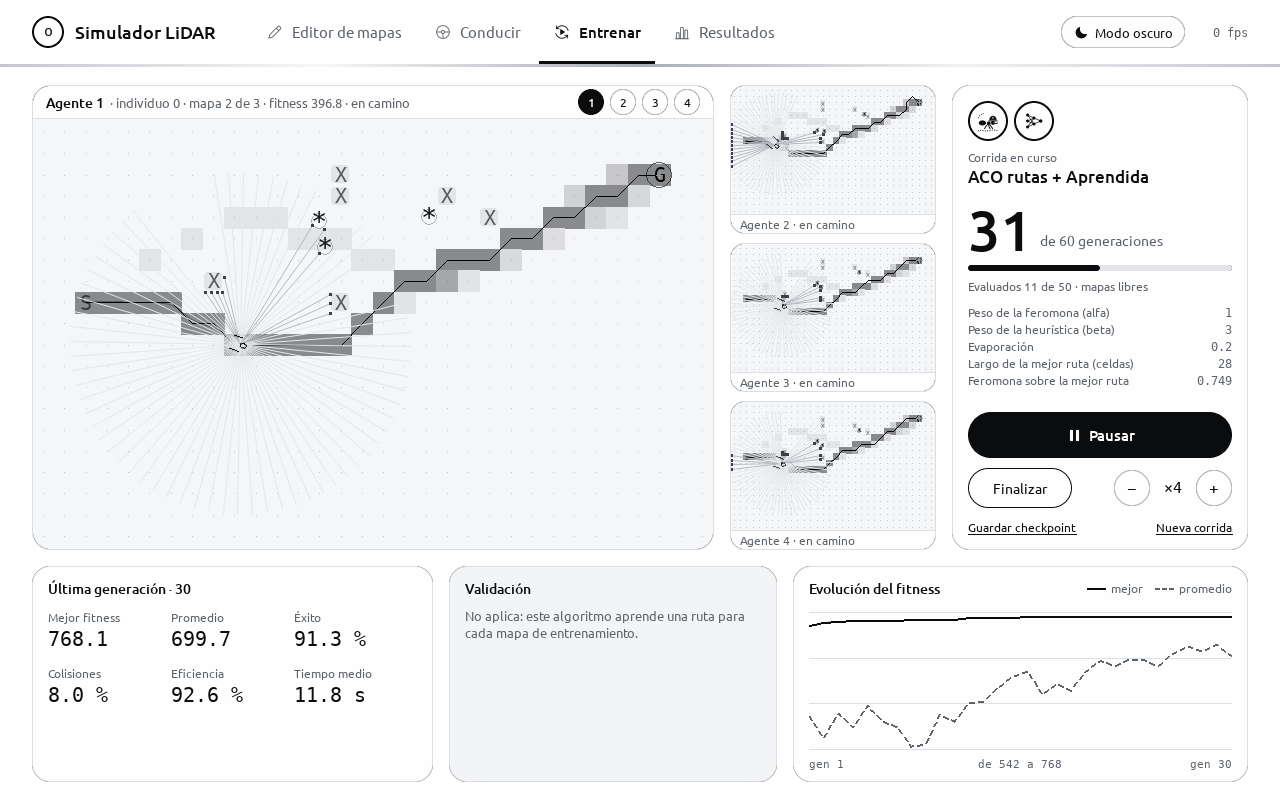 O Simulador LiDAR Editor de mapas Conducir Entrenar Resultados Modo oscuro 0 fps
Agente 1 · individuo 0 · mapa 2 de 3 · fitness 396.8 · en camino 1 2 3 4
X
X
X
X
X
X
*
*
*
S
G
Agente 2 · en camino
Agente 3 · en camino
Agente 4 · en camino
Corrida en curso
ACO rutas + Aprendida
31 de 60 generaciones
Evaluados 11 de 50 · mapas libres
Peso de la feromona (alfa) 1
Peso de la heurística (beta) 3
Evaporación 0.2
Largo de la mejor ruta (celdas) 28
Feromona sobre la mejor ruta 0.749
Pausar
Finalizar − ×4 +
Guardar checkpoint Nueva corrida
Última generación · 30
Mejor fitness Promedio Éxito
768.1 699.7 91.3 %
Colisiones Eficiencia Tiempo medio
8.0 % 92.6 % 11.8 s
Validación
No aplica: este algoritmo aprende una ruta para
cada mapa de entrenamiento.
Evolución del fitness mejor promedio
gen 1 de 542 a 768 gen 30